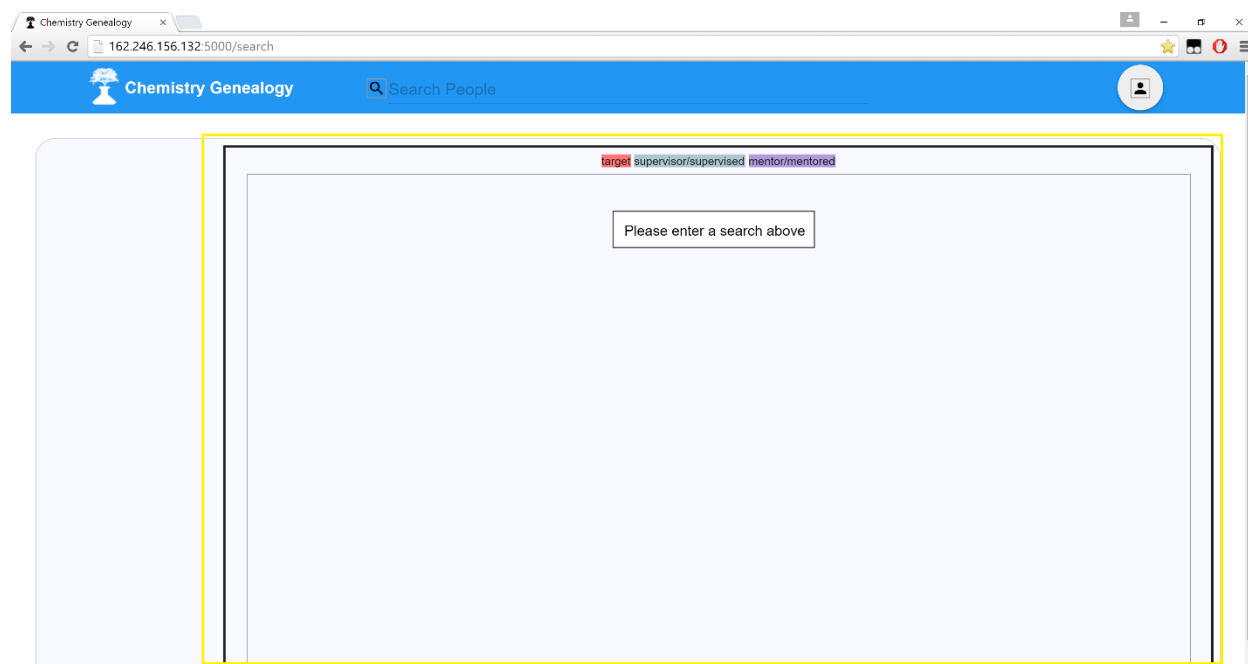 Chemistry Genealogy
162.246.156.132:5000/search
Chemistry Genealogy
Search People
target supervisor/supervised mentor/mentored
Please enter a search above